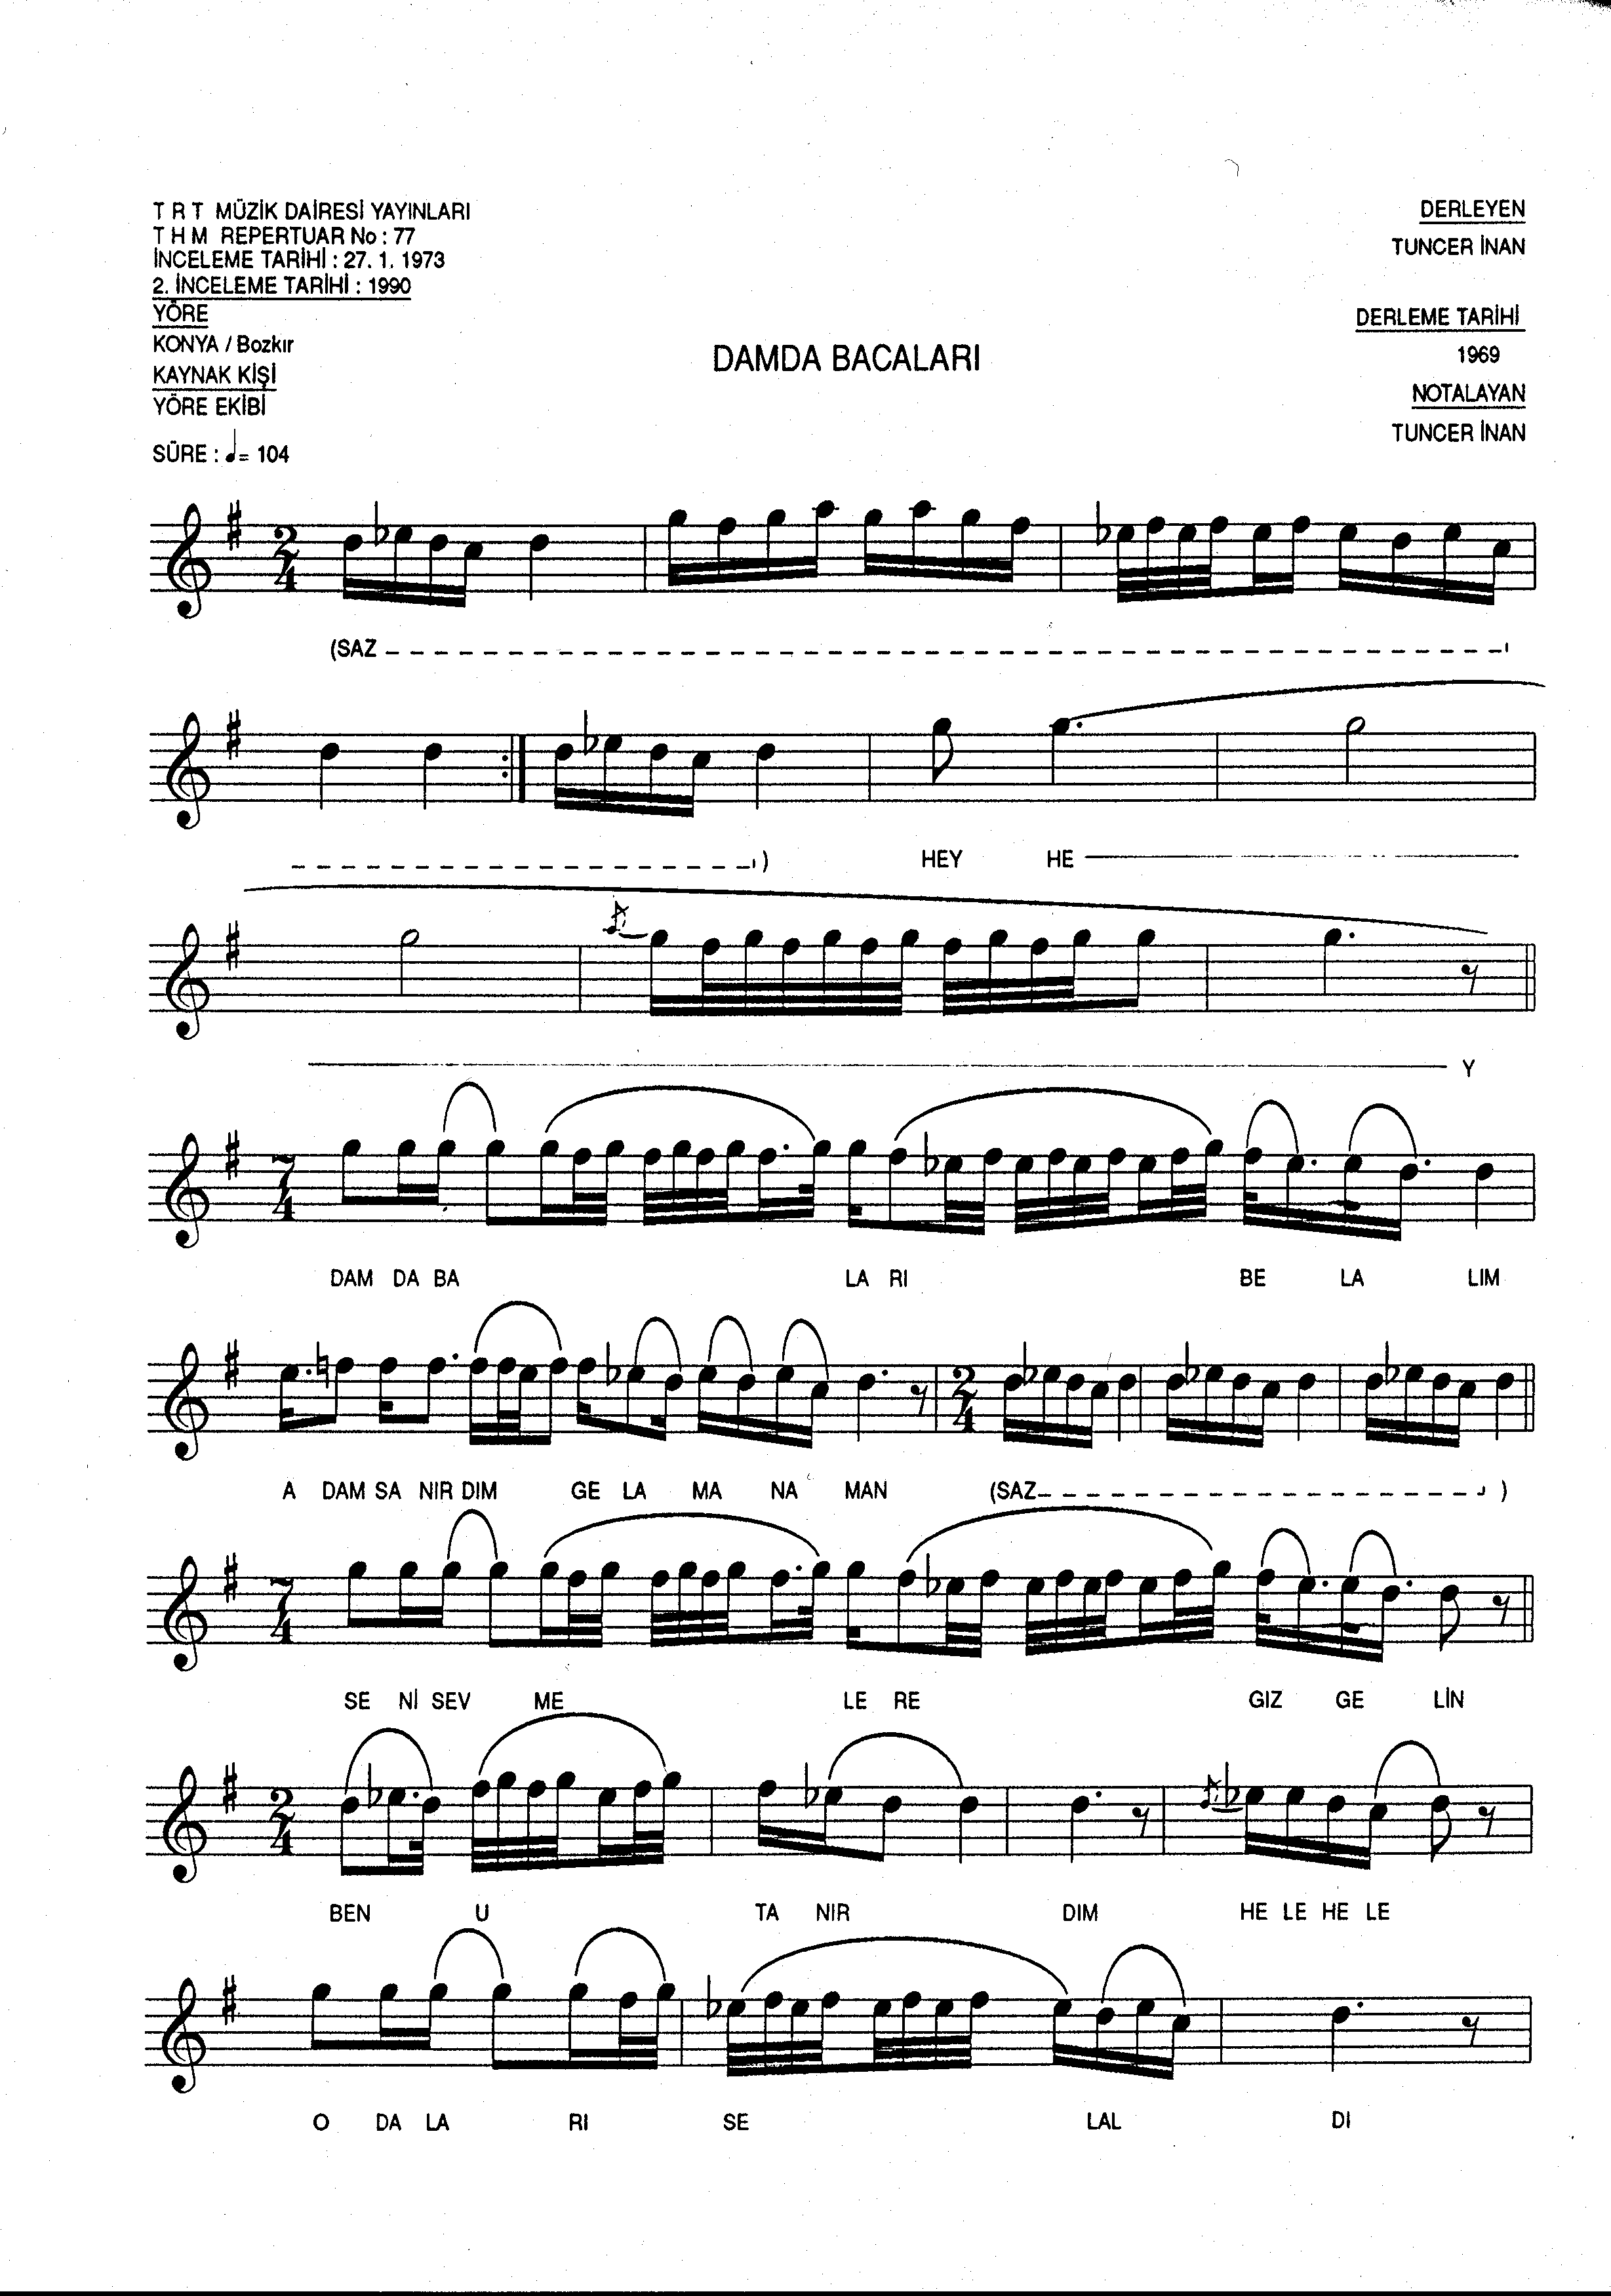 T R T MÜZİK DAİRESİ YAYINLARI
T H M REPERTUAR No : 77
İNCELEME TARİHİ : 27. 1. 1973
2. İNCELEME TARİHİ : 1990
YÖRE
KONYA / Bozkır
KAYNAK KİŞİ
YÖRE EKİBİ
SÜRE : ♩= 104
DAMDA BACALARI
DERLEYEN
TUNCER İNAN
DERLEME TARİHİ
1969
NOTALAYAN
TUNCER İNAN
2 4
(SAZ
) HEY HE
Y
7 4
DAM DA BA LA RI BE LA LIM
2 4
A DAM SA NIR DIM GE LA MA NA MAN (SAZ )
7 4
SE Nİ SEV ME LE RE GIZ GE LİN
2 4
BEN U TA NIR DIM HE LE HE LE
O DA LA RI SE LAL DI